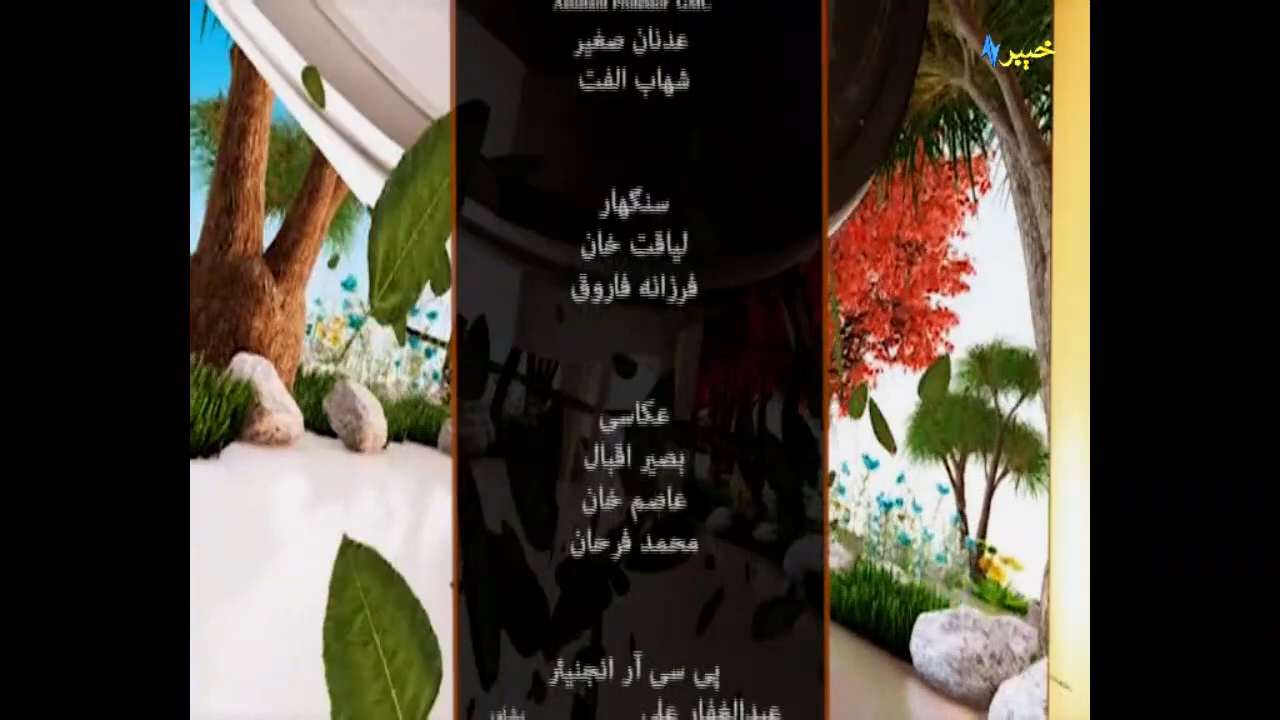 خیبر
عدنان صغیر
شہاب الفت
سنگھار
لیاقت خان
فرزانہ فاروق
عکاسی
بصیر اقبال
عاصم خان
محمد فرحان
پی سی آر انجنیئر
عبدالغفار علی